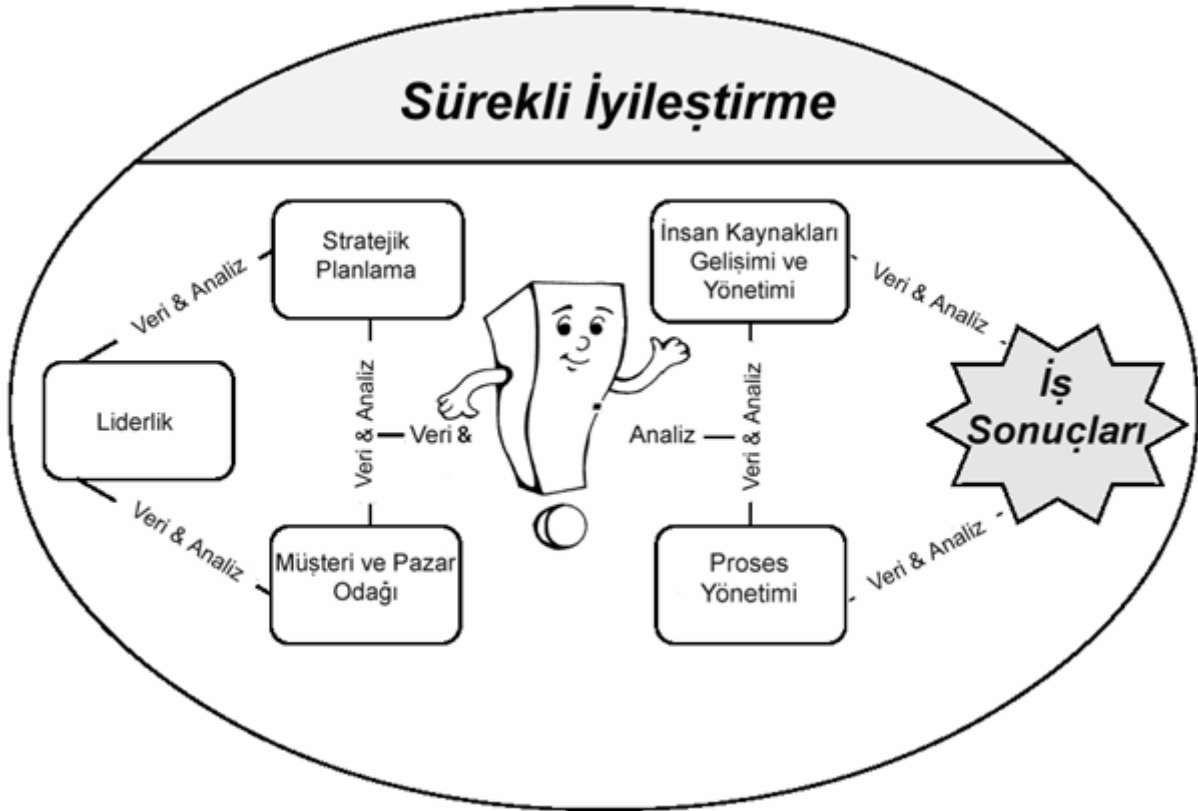 Sürekli İyileştirme
Stratejik
Planlama
İnsan Kaynakları
Gelişimi ve
Yönetimi
Veri & Analiz
Veri & Analiz
Liderlik
Veri & Analiz
Veri &
Analiz
Veri & Analiz
İş
Sonuçları
Veri & Analiz
Müşteri ve Pazar
Odağı
Proses
Yönetimi
Veri & Analiz